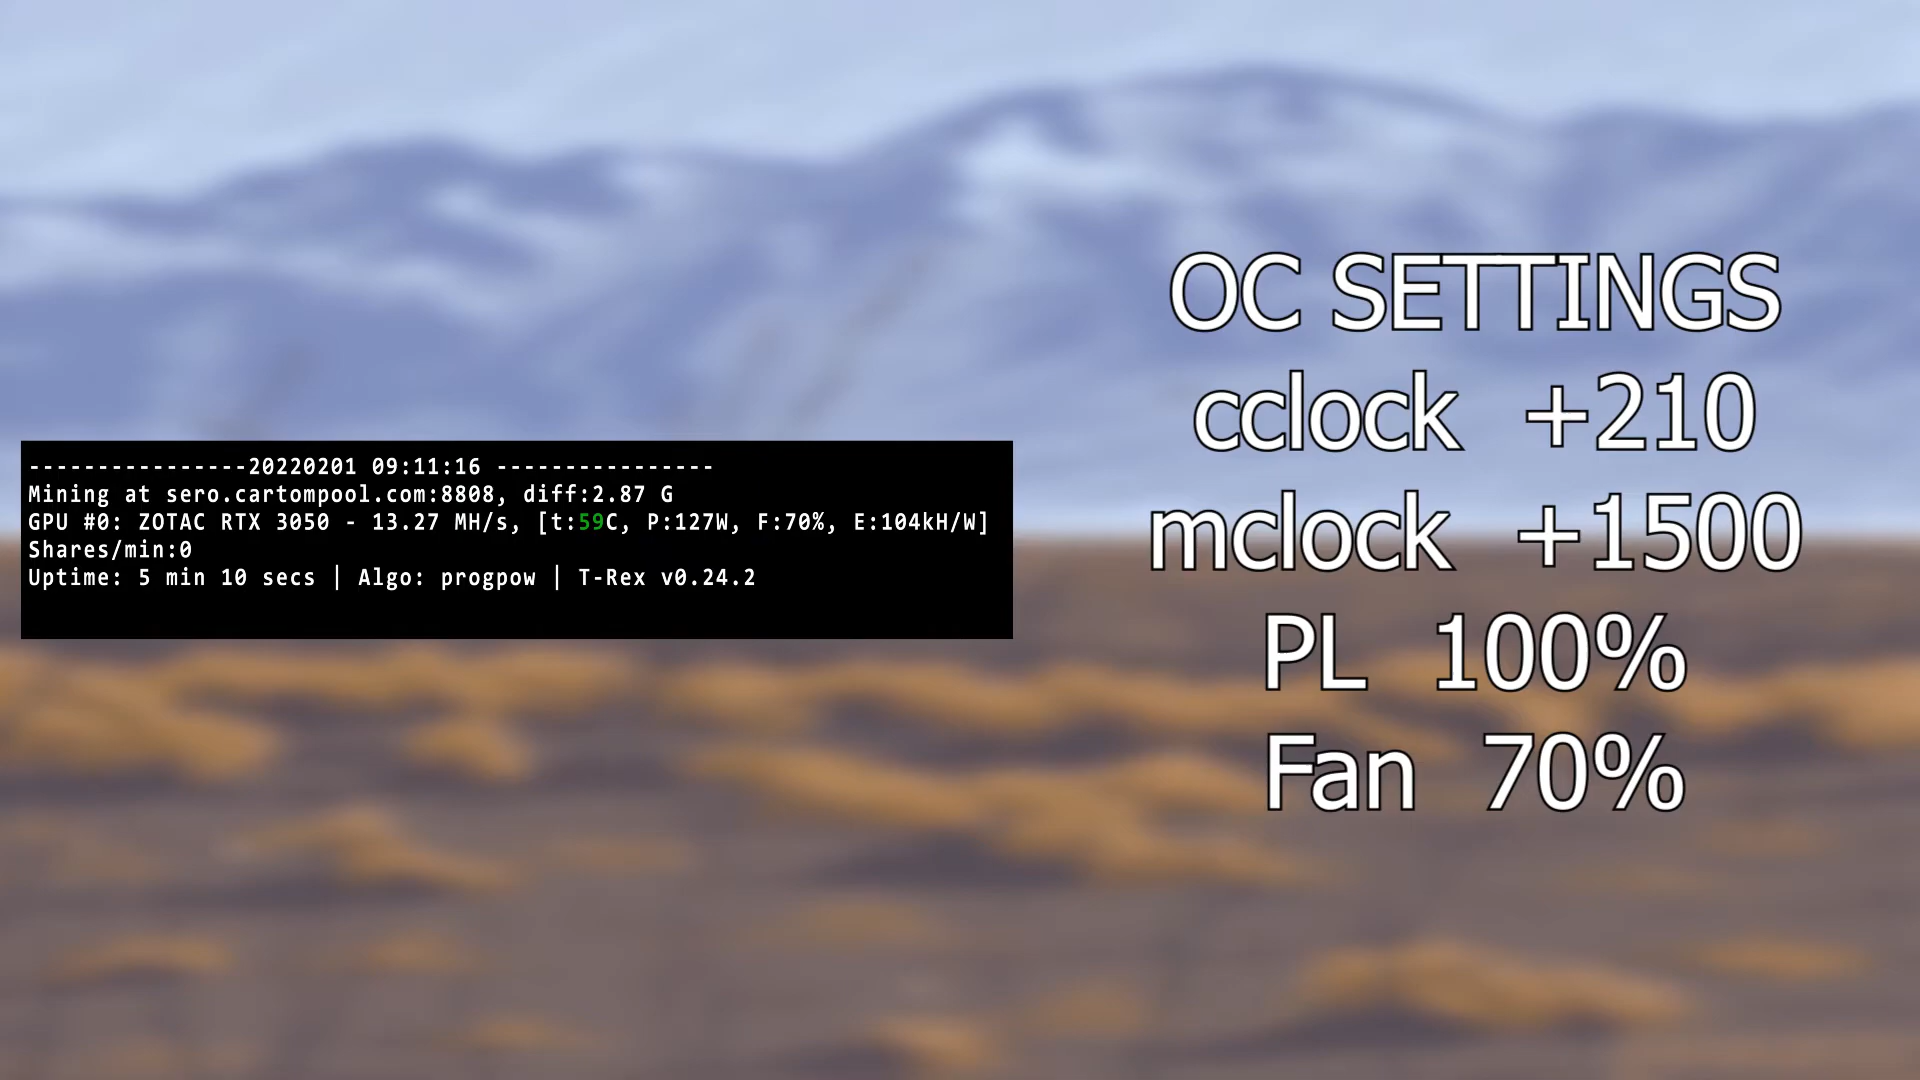 ----------------20220201 09:11:16 ----------------
Mining at sero.cartompool.com:8808, diff:2.87 G
GPU #0: ZOTAC RTX 3050 - 13.27 MH/s, [t:59C, P:127W, F:70%, E:104kH/W]
Shares/min:0
Uptime: 5 min 10 secs | Algo: progpow | T-Rex v0.24.2
OC SETTINGS
cclock +210
mclock +1500
PL 100%
Fan 70%